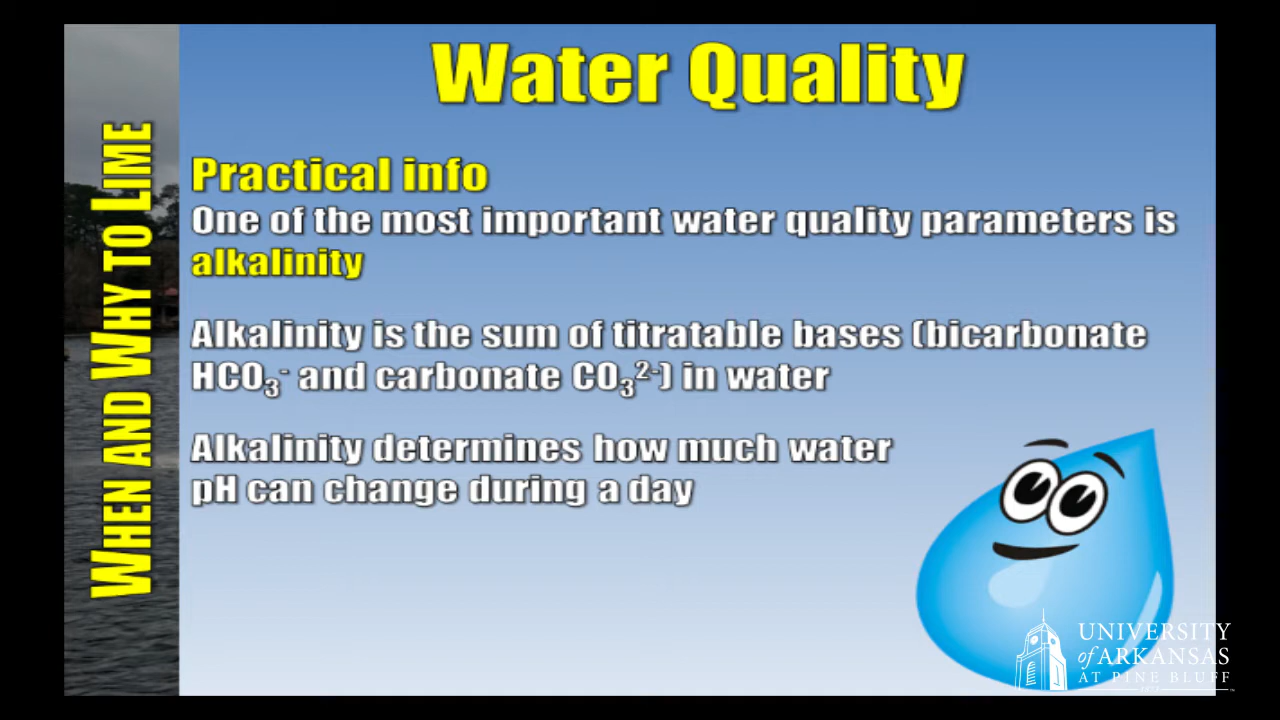 Water Quality
WHEN AND WHY TO LIME
Practical info
One of the most important water quality parameters is
alkalinity
Alkalinity is the sum of titratable bases (bicarbonate
HCO₃⁻ and carbonate CO₃²⁻) in water
Alkalinity determines how much water
pH can change during a day
UNIVERSITY
of ARKANSAS
AT PINE BLUFF